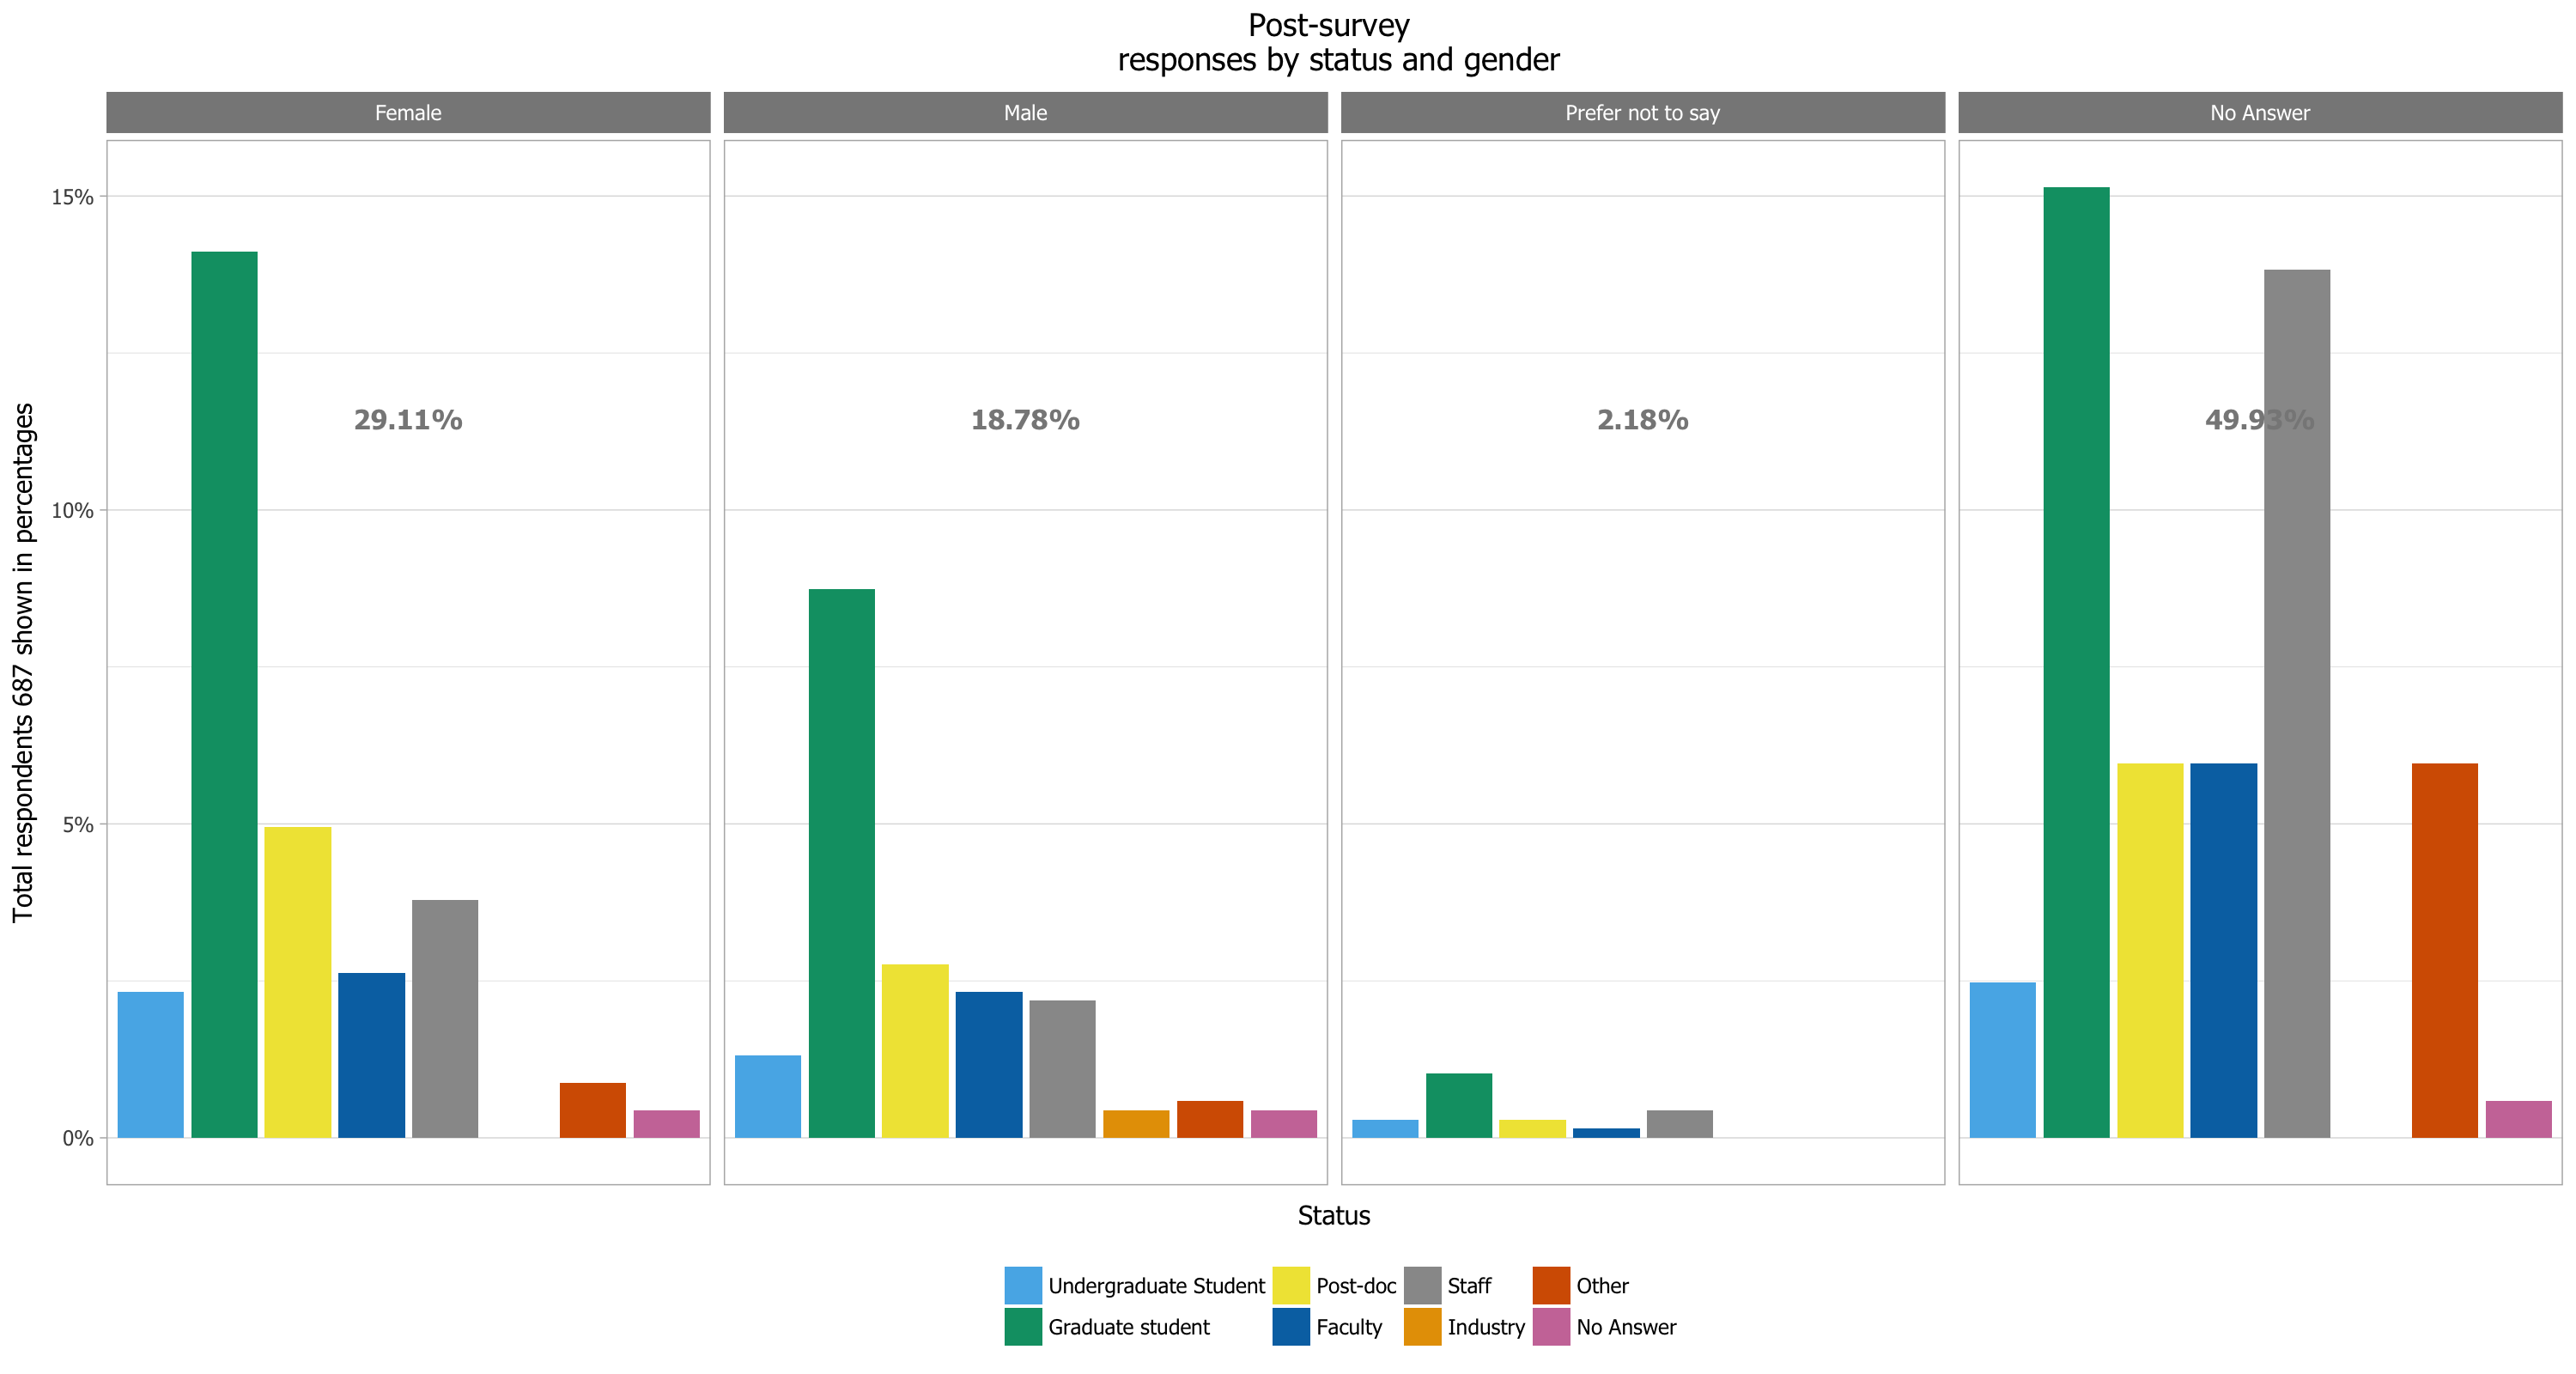 Post-survey
responses by status and gender
Female
Male
Prefer not to say
No Answer
Total respondents 687 shown in percentages
15%
10%
5%
0%
29.11%
18.78%
2.18%
49.93%
Status
Undergraduate Student
Post-doc
Staff
Other
Graduate student
Faculty
Industry
No Answer